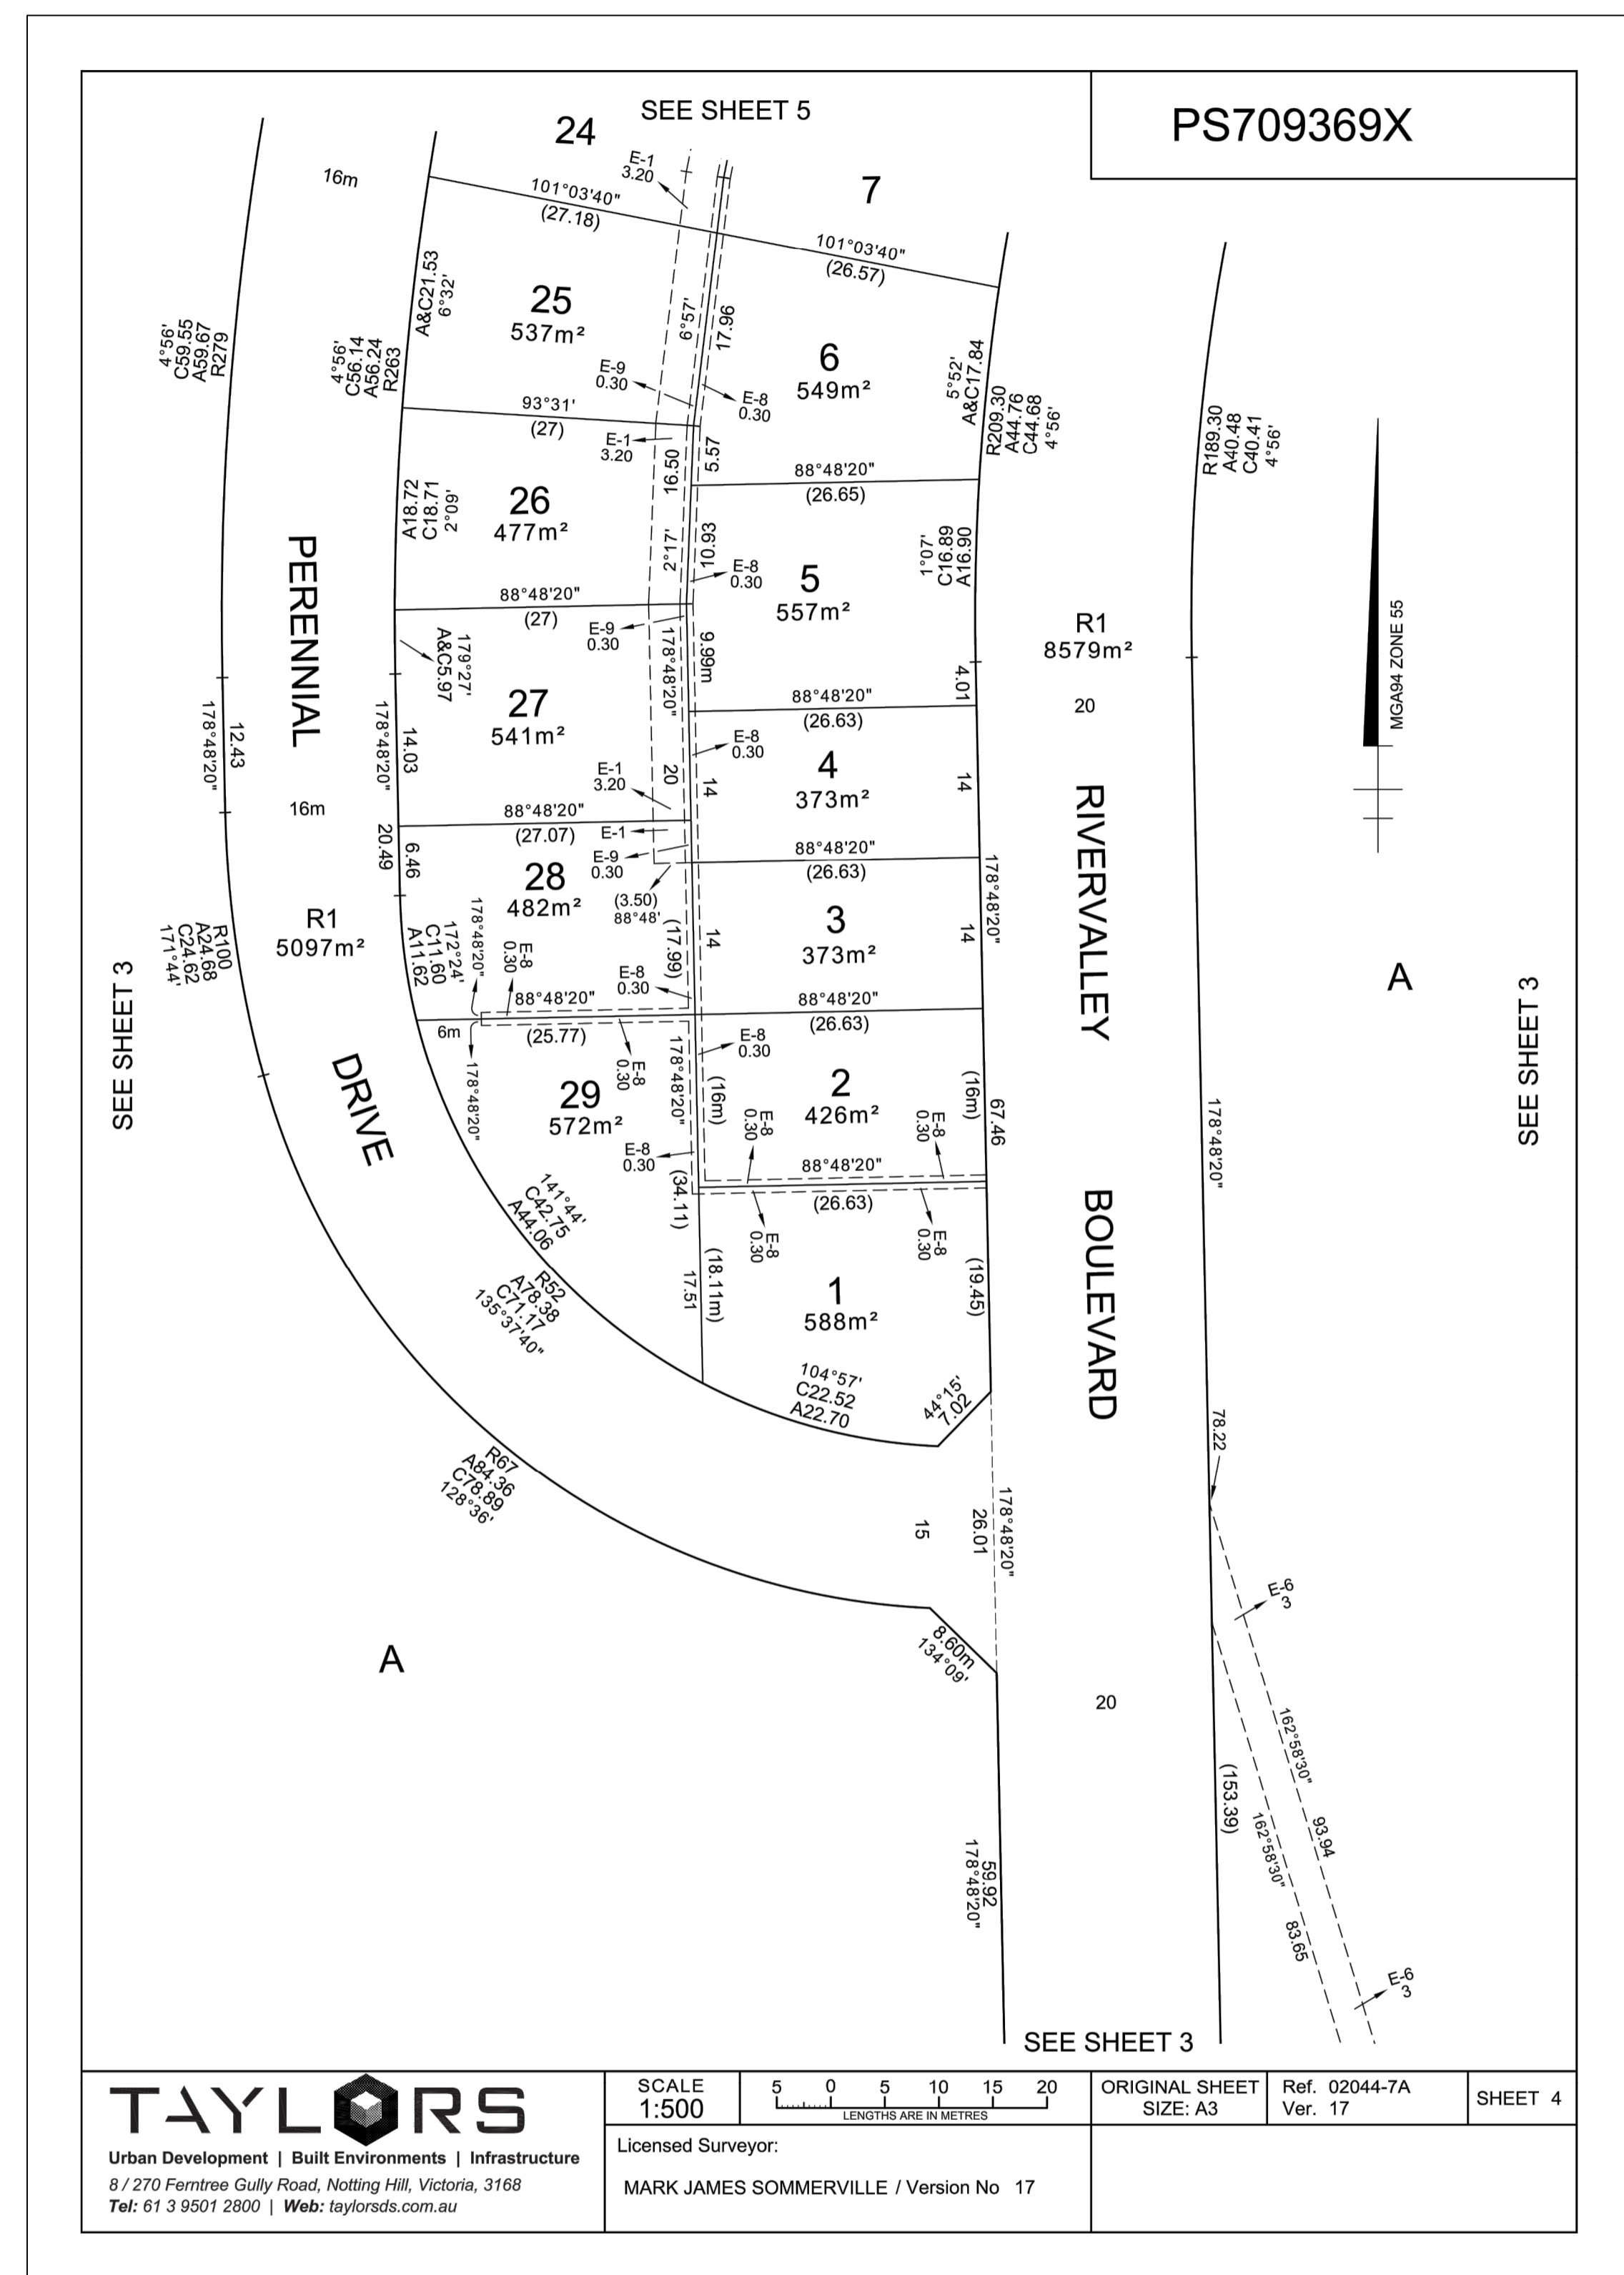 PS709369X
SEE SHEET 5
24
E-1
3.20
7
16m
101°03'40"
(27.18)
101°03'40"
(26.57)
A&C21.53
6°32'
25
537m²
6°57'
17.96
6
549m²
5°52'
A&C17.84
4°56'
C59.55
A59.67
R279
4°56'
C56.14
A56.24
R263
E-9
0.30
E-8
0.30
R209.30
A44.76
C44.68
4°56'
R189.30
A40.48
C40.41
4°56'
93°31'
(27)
E-1
3.20
16.50
5.57
88°48'20"
(26.65)
A18.72
C18.71
2°09'
26
477m²
2°17'
10.93
E-8
0.30
5
557m²
1°07'
C16.89
A16.90
PERENNIAL
88°48'20"
(27)
E-9
0.30
R1
8579m²
MGA94 ZONE 55
179°27'
A&C5.97
178°48'20"
9.99m
4.01
20
27
541m²
88°48'20"
(26.63)
178°48'20"
12.43
178°48'20"
14.03
E-8
0.30
4
373m²
E-1
3.20
20
14
14
16m
88°48'20"
(27.07)
E-1
RIVERVALLEY
20.49
6.46
E-9
0.30
88°48'20"
(26.63)
28
482m²
(3.50)
88°48'
178°48'20"
R1
5097m²
R100
A24.68
C24.62
171°44'
172°24'
C11.60
A11.62
178°48'20"
E-8
0.30
(17.99)
14
3
373m²
14
A
SEE SHEET 3
SEE SHEET 3
E-8
0.30
88°48'20"
(25.77)
88°48'20"
(26.63)
6m
DRIVE
178°48'20"
E-8
0.30
178°48'20"
E-8
0.30
29
572m²
(16m)
2
426m²
(16m)
67.46
178°48'20"
E-8
0.30
E-8
0.30
E-8
0.30
88°48'20"
(26.63)
141°44'
C42.75
A44.06
(34.11)
E-8
0.30
E-8
0.30
BOULEVARD
R52
A78.38
C71.17
135°37'40"
17.51
(18.11m)
1
588m²
(19.45)
104°57'
C22.52
A22.70
44°15'
7.02
78.22
R67
A84.36
C78.89
128°36'
15
26.01
178°48'20"
E-6
3
A
8.60m
134°09'
20
162°58'30"
93.94
(153.39)
162°58'30"
83.65
59.92
178°48'20"
E-6
3
SEE SHEET 3
TAYLORS
Urban Development | Built Environments | Infrastructure
8 / 270 Ferntree Gully Road, Notting Hill, Victoria, 3168
Tel: 61 3 9501 2800 | Web: taylorsds.com.au
SCALE
1:500
5 0 5 10 15 20
LENGTHS ARE IN METRES
ORIGINAL SHEET
SIZE: A3
Ref. 02044-7A
Ver. 17
SHEET 4
Licensed Surveyor:
MARK JAMES SOMMERVILLE / Version No 17